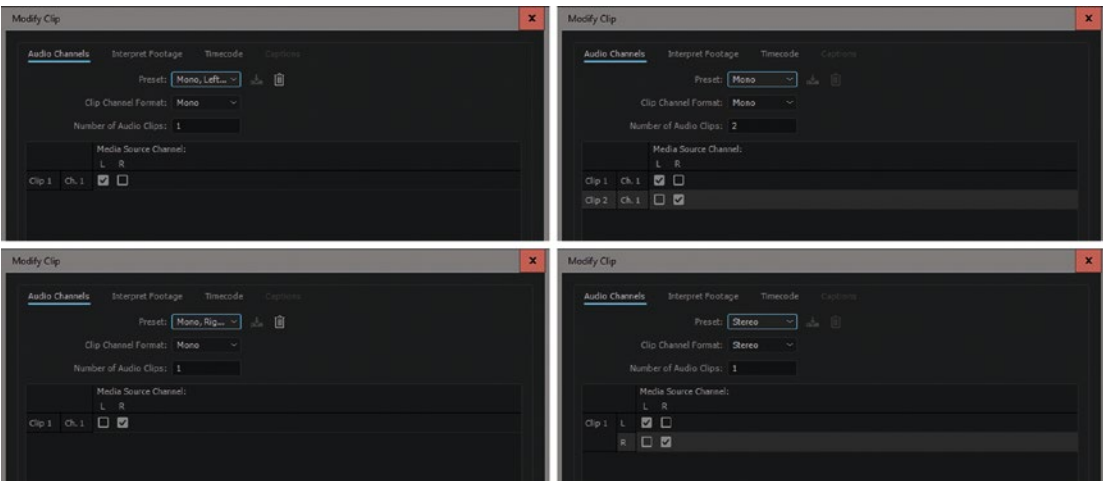 Modify Clip
x
Audio Channels Interpret Footage Timecode Captions
Preset: Mono, Left...
Clip Channel Format: Mono
Number of Audio Clips: 1
Media Source Channel:
L R
Clip 1 Ch. 1
Modify Clip
x
Audio Channels Interpret Footage Timecode Captions
Preset: Mono
Clip Channel Format: Mono
Number of Audio Clips: 2
Media Source Channel:
L R
Clip 1 Ch. 1
Clip 2 Ch. 1
Modify Clip
x
Audio Channels Interpret Footage Timecode Captions
Preset: Mono, Rig...
Clip Channel Format: Mono
Number of Audio Clips: 1
Media Source Channel:
L R
Clip 1 Ch. 1
Modify Clip
x
Audio Channels Interpret Footage Timecode Captions
Preset: Stereo
Clip Channel Format: Stereo
Number of Audio Clips: 1
Media Source Channel:
L R
Clip 1 L
R